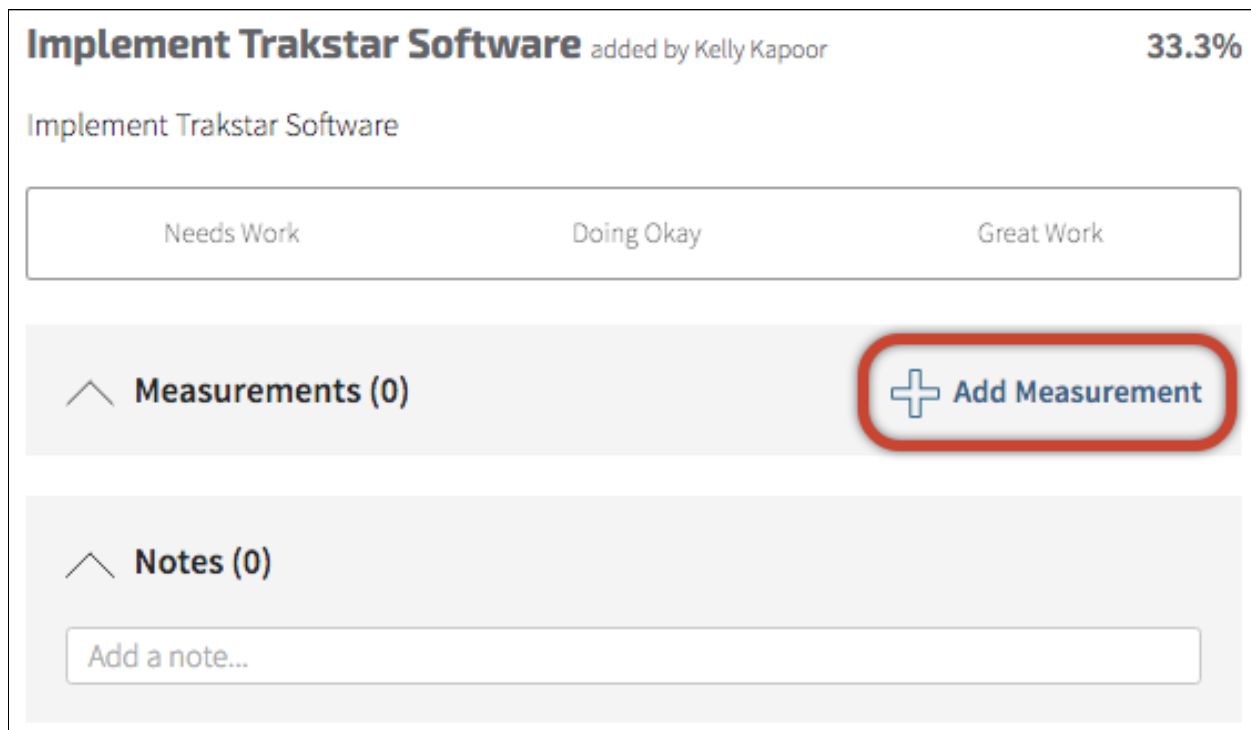 Implement Trakstar Software added by Kelly Kapoor 33.3%
Implement Trakstar Software
Needs Work Doing Okay Great Work
Measurements (0) Add Measurement
Notes (0)
Add a note...